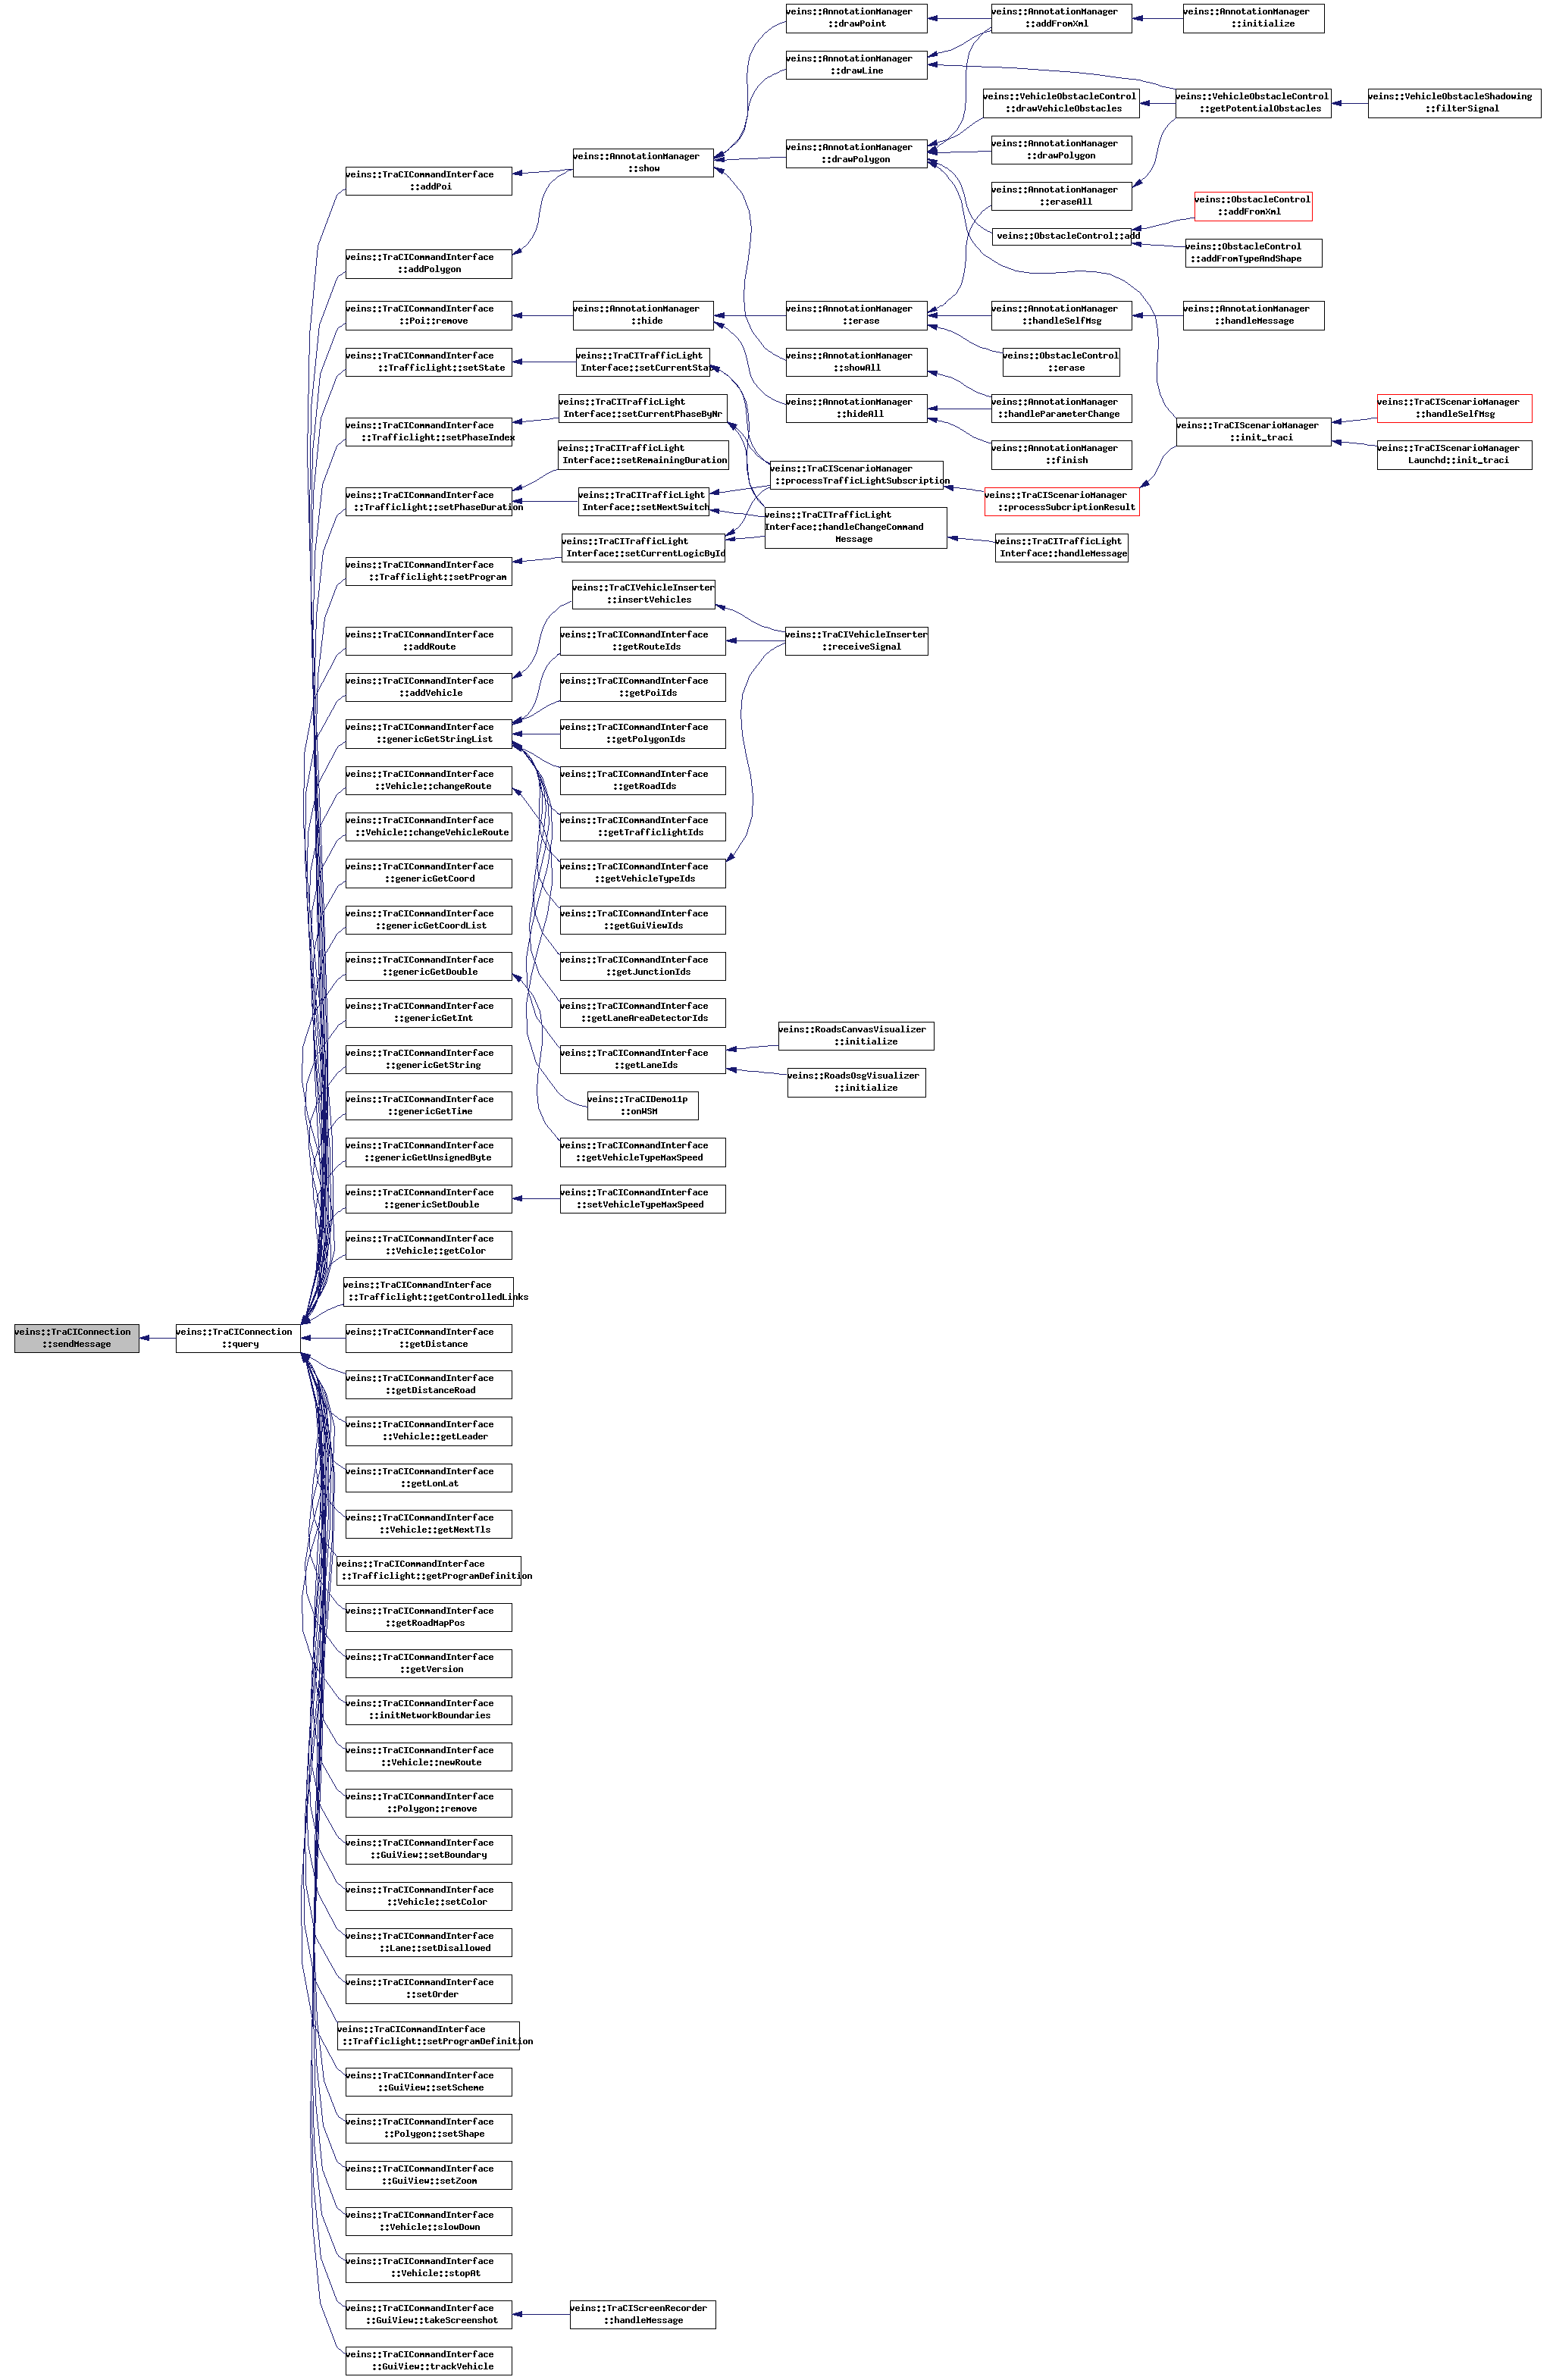 veins::AnnotationManager
::drawPoint
veins::AnnotationManager
::addFromXml
veins::AnnotationManager
::initialize
veins::AnnotationManager
::drawLine
veins::VehicleObstacleControl
::drawVehicleObstacles
veins::VehicleObstacleControl
::getPotentialObstacles
veins::VehicleObstacleShadowing
::filterSignal
veins::AnnotationManager
::show
veins::AnnotationManager
::drawPolygon
veins::AnnotationManager
::drawPolygon
veins::TraCICommandInterface
::addPoi
veins::AnnotationManager
::eraseAll
veins::ObstacleControl
::addFromXml
veins::ObstacleControl::add
veins::ObstacleControl
::addFromTypeAndShape
veins::TraCICommandInterface
::addPolygon
veins::TraCICommandInterface
::Poi::remove
veins::AnnotationManager
::hide
veins::AnnotationManager
::erase
veins::AnnotationManager
::handleSelfMsg
veins::AnnotationManager
::handleMessage
veins::TraCICommandInterface
::Trafficlight::setState
veins::TraCITrafficLight
Interface::setCurrentState
veins::AnnotationManager
::showAll
veins::ObstacleControl
::erase
veins::TraCITrafficLight
Interface::setCurrentPhaseByNr
veins::AnnotationManager
::hideAll
veins::AnnotationManager
::handleParameterChange
veins::TraCIScenarioManager
::handleSelfMsg
veins::TraCICommandInterface
::Trafficlight::setPhaseIndex
veins::TraCIScenarioManager
::init_traci
veins::TraCITrafficLight
Interface::setRemainingDuration
veins::AnnotationManager
::finish
veins::TraCIScenarioManager
Launchd::init_traci
veins::TraCIScenarioManager
::processTrafficLightSubscription
veins::TraCICommandInterface
::Trafficlight::setPhaseDuration
veins::TraCITrafficLight
Interface::setNextSwitch
veins::TraCIScenarioManager
::processSubcriptionResult
veins::TraCITrafficLight
Interface::handleChangeCommand
Message
veins::TraCITrafficLight
Interface::setCurrentLogicById
veins::TraCITrafficLight
Interface::handleMessage
veins::TraCICommandInterface
::Trafficlight::setProgram
veins::TraCIVehicleInserter
::insertVehicles
veins::TraCICommandInterface
::addRoute
veins::TraCICommandInterface
::getRouteIds
veins::TraCIVehicleInserter
::receiveSignal
veins::TraCICommandInterface
::addVehicle
veins::TraCICommandInterface
::getPoiIds
veins::TraCICommandInterface
::genericGetStringList
veins::TraCICommandInterface
::getPolygonIds
veins::TraCICommandInterface
::Vehicle::changeRoute
veins::TraCICommandInterface
::getRoadIds
veins::TraCICommandInterface
::Vehicle::changeVehicleRoute
veins::TraCICommandInterface
::getTrafficlightIds
veins::TraCICommandInterface
::genericGetCoord
veins::TraCICommandInterface
::getVehicleTypeIds
veins::TraCICommandInterface
::genericGetCoordList
veins::TraCICommandInterface
::getGuiViewIds
veins::TraCICommandInterface
::genericGetDouble
veins::TraCICommandInterface
::getJunctionIds
veins::TraCICommandInterface
::genericGetInt
veins::TraCICommandInterface
::getLaneAreaDetectorIds
veins::RoadsCanvasVisualizer
::initialize
veins::TraCICommandInterface
::genericGetString
veins::TraCICommandInterface
::getLaneIds
veins::RoadsOsgVisualizer
::initialize
veins::TraCICommandInterface
::genericGetTime
veins::TraCIDemo11p
::onWSM
veins::TraCICommandInterface
::genericGetUnsignedByte
veins::TraCICommandInterface
::getVehicleTypeMaxSpeed
veins::TraCICommandInterface
::genericSetDouble
veins::TraCICommandInterface
::setVehicleTypeMaxSpeed
veins::TraCICommandInterface
::Vehicle::getColor
veins::TraCICommandInterface
::Trafficlight::getControlledLinks
veins::TraCIConnection
::sendMessage
veins::TraCIConnection
::query
veins::TraCICommandInterface
::getDistance
veins::TraCICommandInterface
::getDistanceRoad
veins::TraCICommandInterface
::Vehicle::getLeader
veins::TraCICommandInterface
::getLonLat
veins::TraCICommandInterface
::Vehicle::getNextTls
veins::TraCICommandInterface
::Trafficlight::getProgramDefinition
veins::TraCICommandInterface
::getRoadMapPos
veins::TraCICommandInterface
::getVersion
veins::TraCICommandInterface
::initNetworkBoundaries
veins::TraCICommandInterface
::Vehicle::newRoute
veins::TraCICommandInterface
::Polygon::remove
veins::TraCICommandInterface
::GuiView::setBoundary
veins::TraCICommandInterface
::Vehicle::setColor
veins::TraCICommandInterface
::Lane::setDisallowed
veins::TraCICommandInterface
::setOrder
veins::TraCICommandInterface
::Trafficlight::setProgramDefinition
veins::TraCICommandInterface
::GuiView::setScheme
veins::TraCICommandInterface
::Polygon::setShape
veins::TraCICommandInterface
::GuiView::setZoom
veins::TraCICommandInterface
::Vehicle::slowDown
veins::TraCICommandInterface
::Vehicle::stopAt
veins::TraCICommandInterface
::GuiView::takeScreenshot
veins::TraCIScreenRecorder
::handleMessage
veins::TraCICommandInterface
::GuiView::trackVehicle